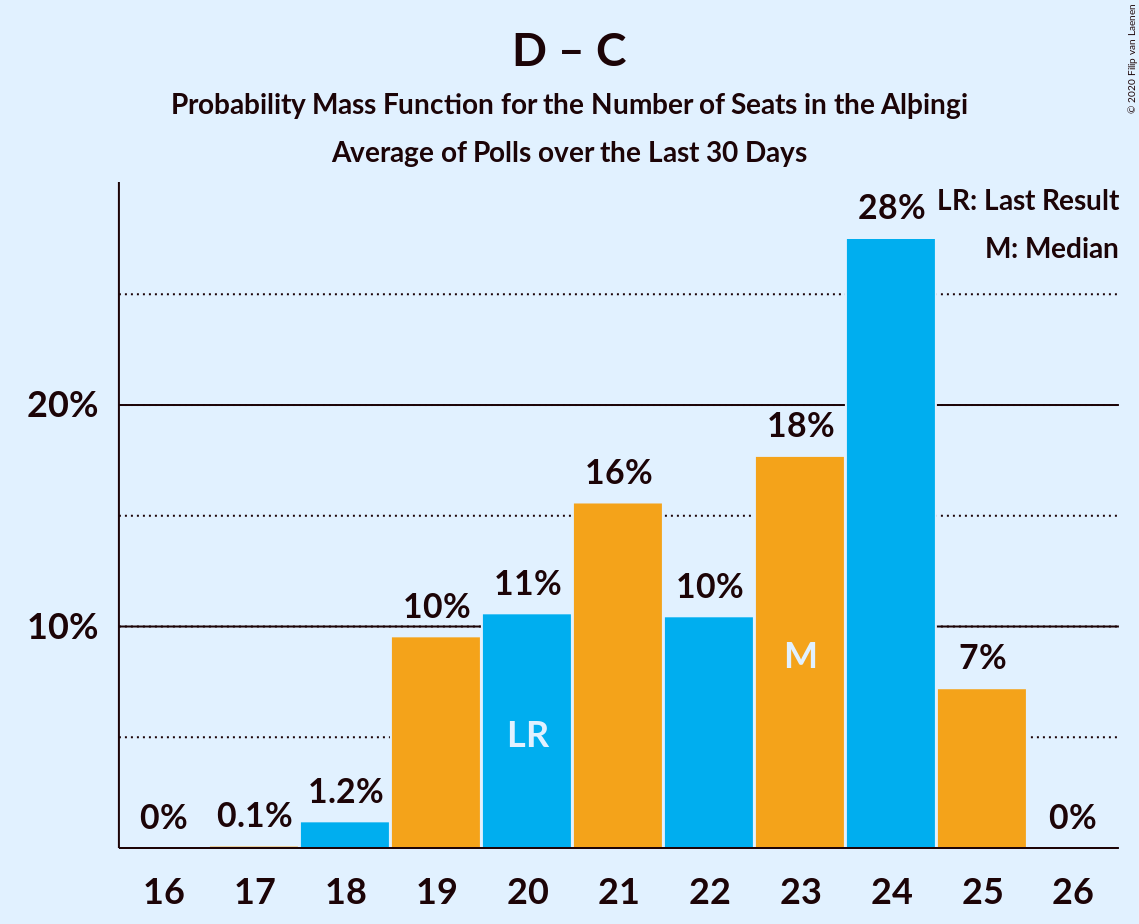 D – C
Probability Mass Function for the Number of Seats in the Alþingi
Average of Polls over the Last 30 Days
© 2020 Filip van Laenen
LR: Last Result
M: Median
28%
20%
18%
16%
10%
11%
10%
10%
7%
M
LR
1.2%
0%
0.1%
0%
16 17 18 19 20 21 22 23 24 25 26